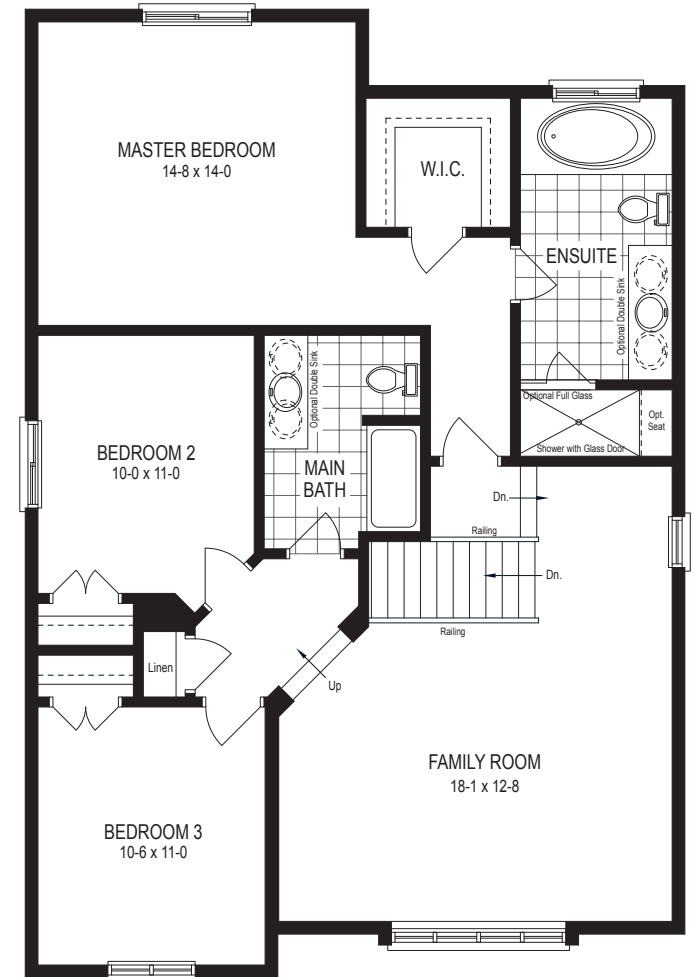 MASTER BEDROOM
14-8 x 14-0
W.I.C.
ENSUITE
Optional Double Sink
Optional Full Glass
Shower with Glass Door
Opt.
Seat
Optional Double Sink
MAIN
BATH
BEDROOM 2
10-0 x 11-0
Dn.
Railing
Dn.
Railing
Linen
Up
FAMILY ROOM
18-1 x 12-8
BEDROOM 3
10-6 x 11-0